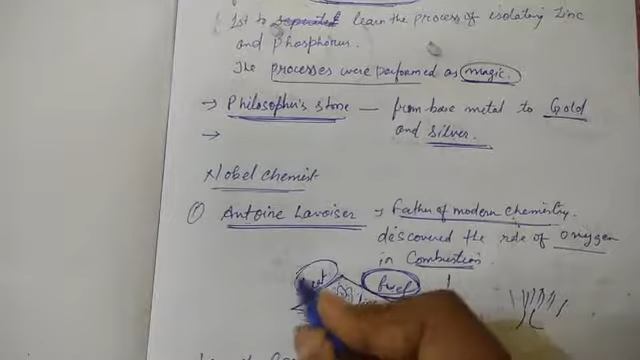 1st to separated learn the process of isolating Zinc
and phosphorus.
The processes were performed as magic.
→ Philosopher's stone — from base metal to Gold
→ and silver.
Nobel chemist
① Antoine Lavoiser → Father of modern chemistry.
discovered the role of oxygen
in Combustion.
fuel